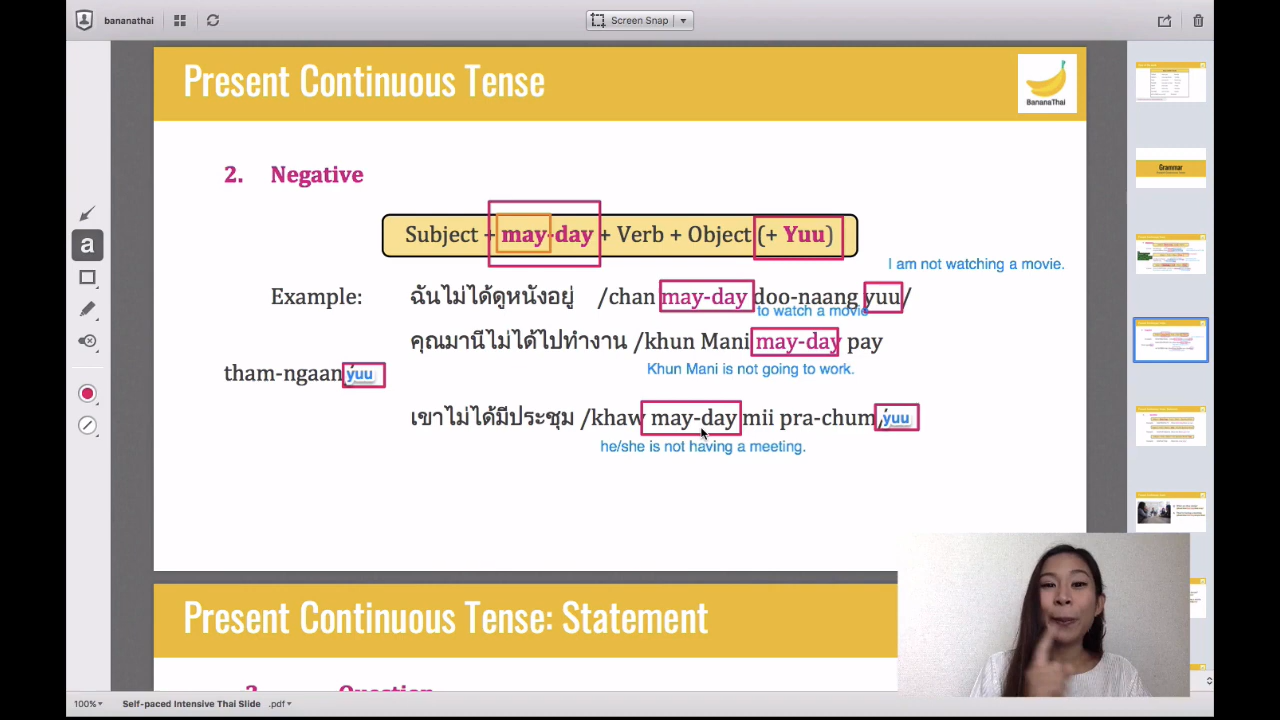 bananathai
Screen Snap
Present Continuous Tense
BananaThai
2. Negative
Subject + may-day + Verb + Object (+ Yuu)
I am not watching a movie.
Example: ฉันไม่ได้ดูหนังอยู่ /chan may-day doo-naang yuu/
to watch a movie
คุณมานีไม่ได้ไปทำงาน /khun Mani may-day pay
Khun Mani is not going to work.
tham-ngaan yuu
เขาไม่ได้มีประชุม /khaw may-day mii pra-chum/ yuu
he/she is not having a meeting.
Present Continuous Tense: Statement
Question
Grammar
100%
Self-paced Intensive Thai Slide .pdf